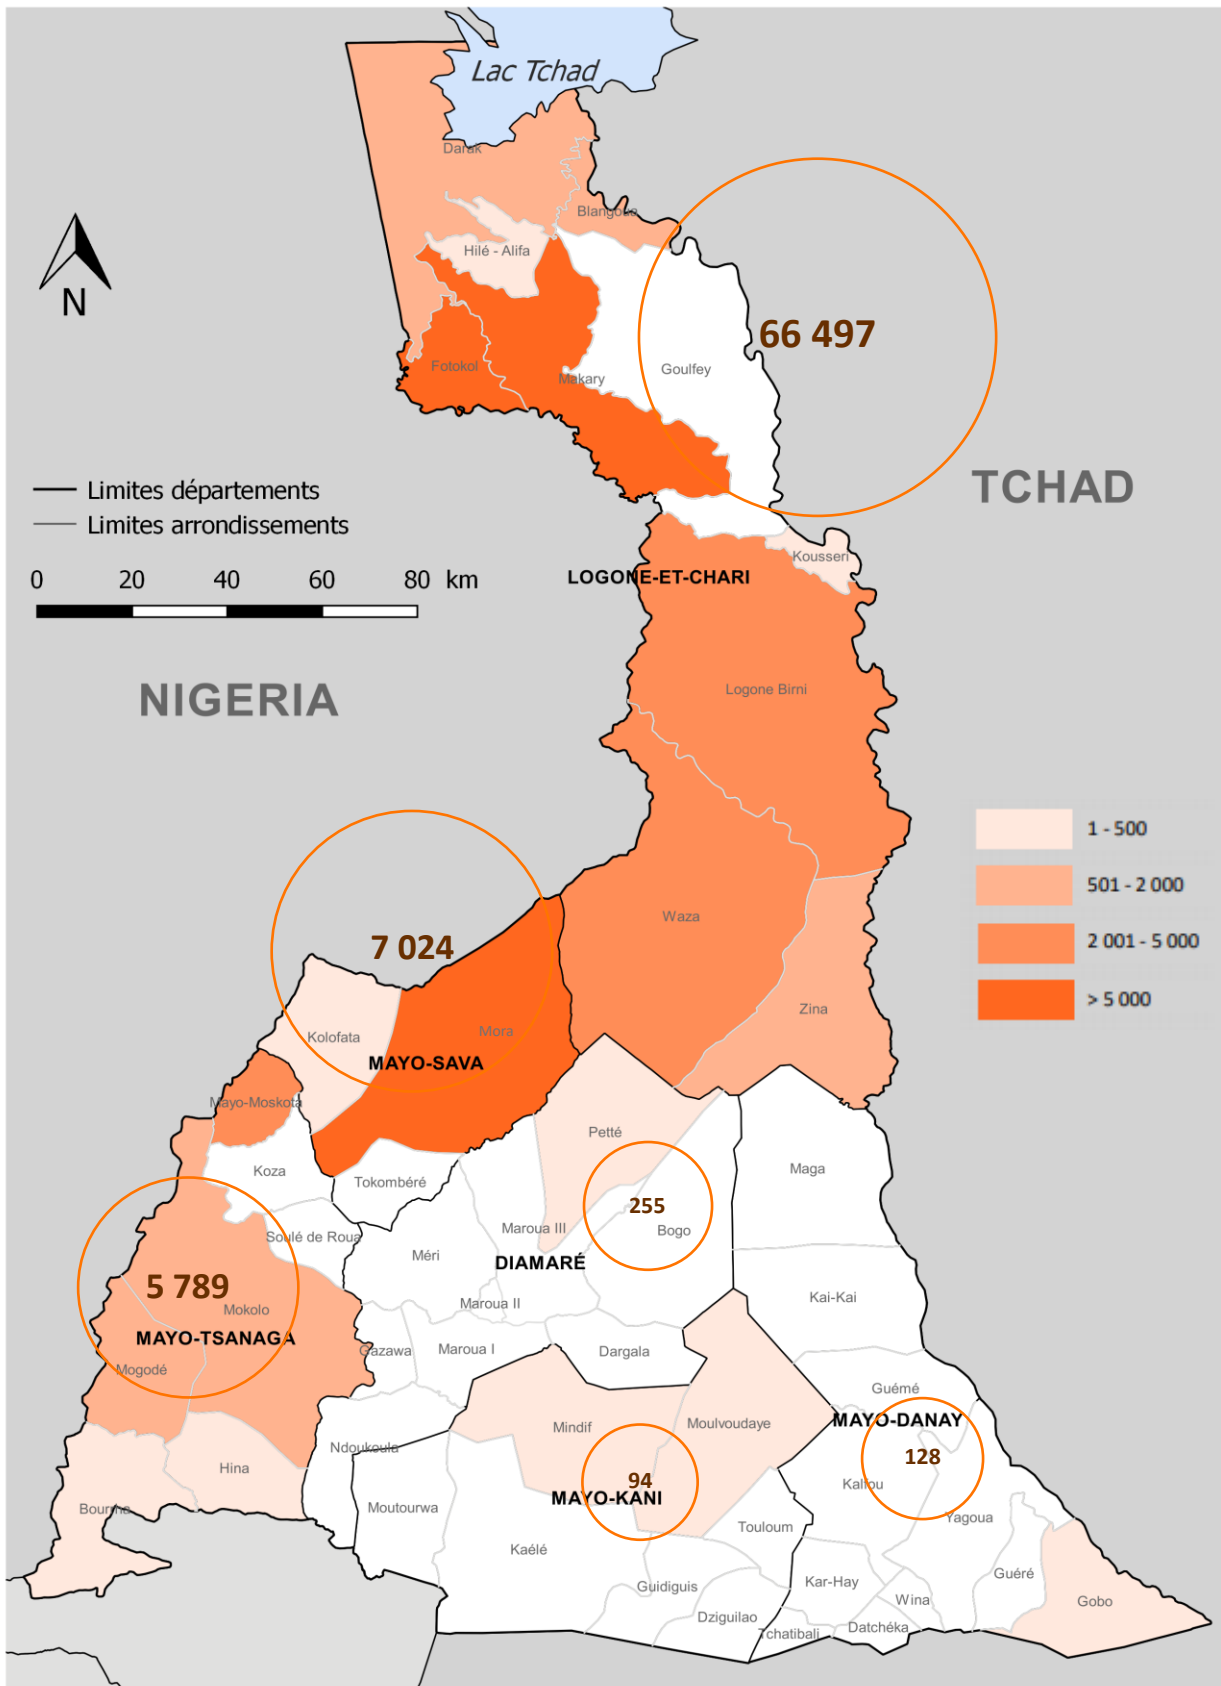 Lac Tchad
Darak
Blangoua
Hilé - Alifa
N
66 497
Fotokol
Makary
Goulfey
TCHAD
Limites départements
Limites arrondissements
Kousseri
LOGONE-ET-CHARI
0 20 40 60 80 km
Logone Birni
NIGERIA
1 - 500
501 - 2 000
2 001 - 5 000
> 5 000
Waza
7 024
Zina
Kolofata
Mora
MAYO-SAVA
Mayo-Moskota
Petté
Koza
Tokombéré
Maga
255
Maroua III
Bogo
Soulé de Roua
Méri
DIAMARÉ
5 789
Mokolo
Maroua II
Kai-Kai
MAYO-TSANAGA
Gazawa
Maroua I
Dargala
Mogodé
Guémé
MAYO-DANAY
Mindif
Moulvoudaye
Ndoukoula
128
Hina
94
Kalfou
MAYO-KANI
Bourrha
Moutourwa
Yagoua
Touloum
Kaélé
Guéré
Guidiguis
Kar-Hay
Wina
Gobo
Dziguilao
Datchéka
Tchatibali